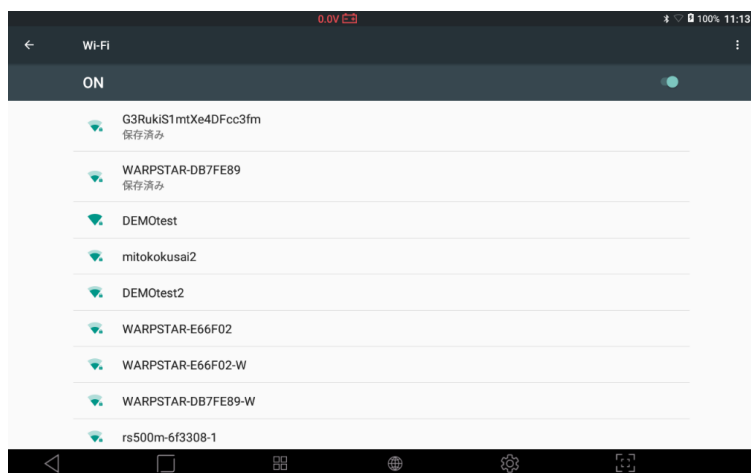 0.0V
100% 11:13
Wi-Fi
ON
G3RukiS1mtXe4DFcc3fm
保存済み
WARPSTAR-DB7FE89
保存済み
DEMOtest
mitokokusai2
DEMOtest2
WARPSTAR-E66F02
WARPSTAR-E66F02-W
WARPSTAR-DB7FE89-W
rs500m-6f3308-1